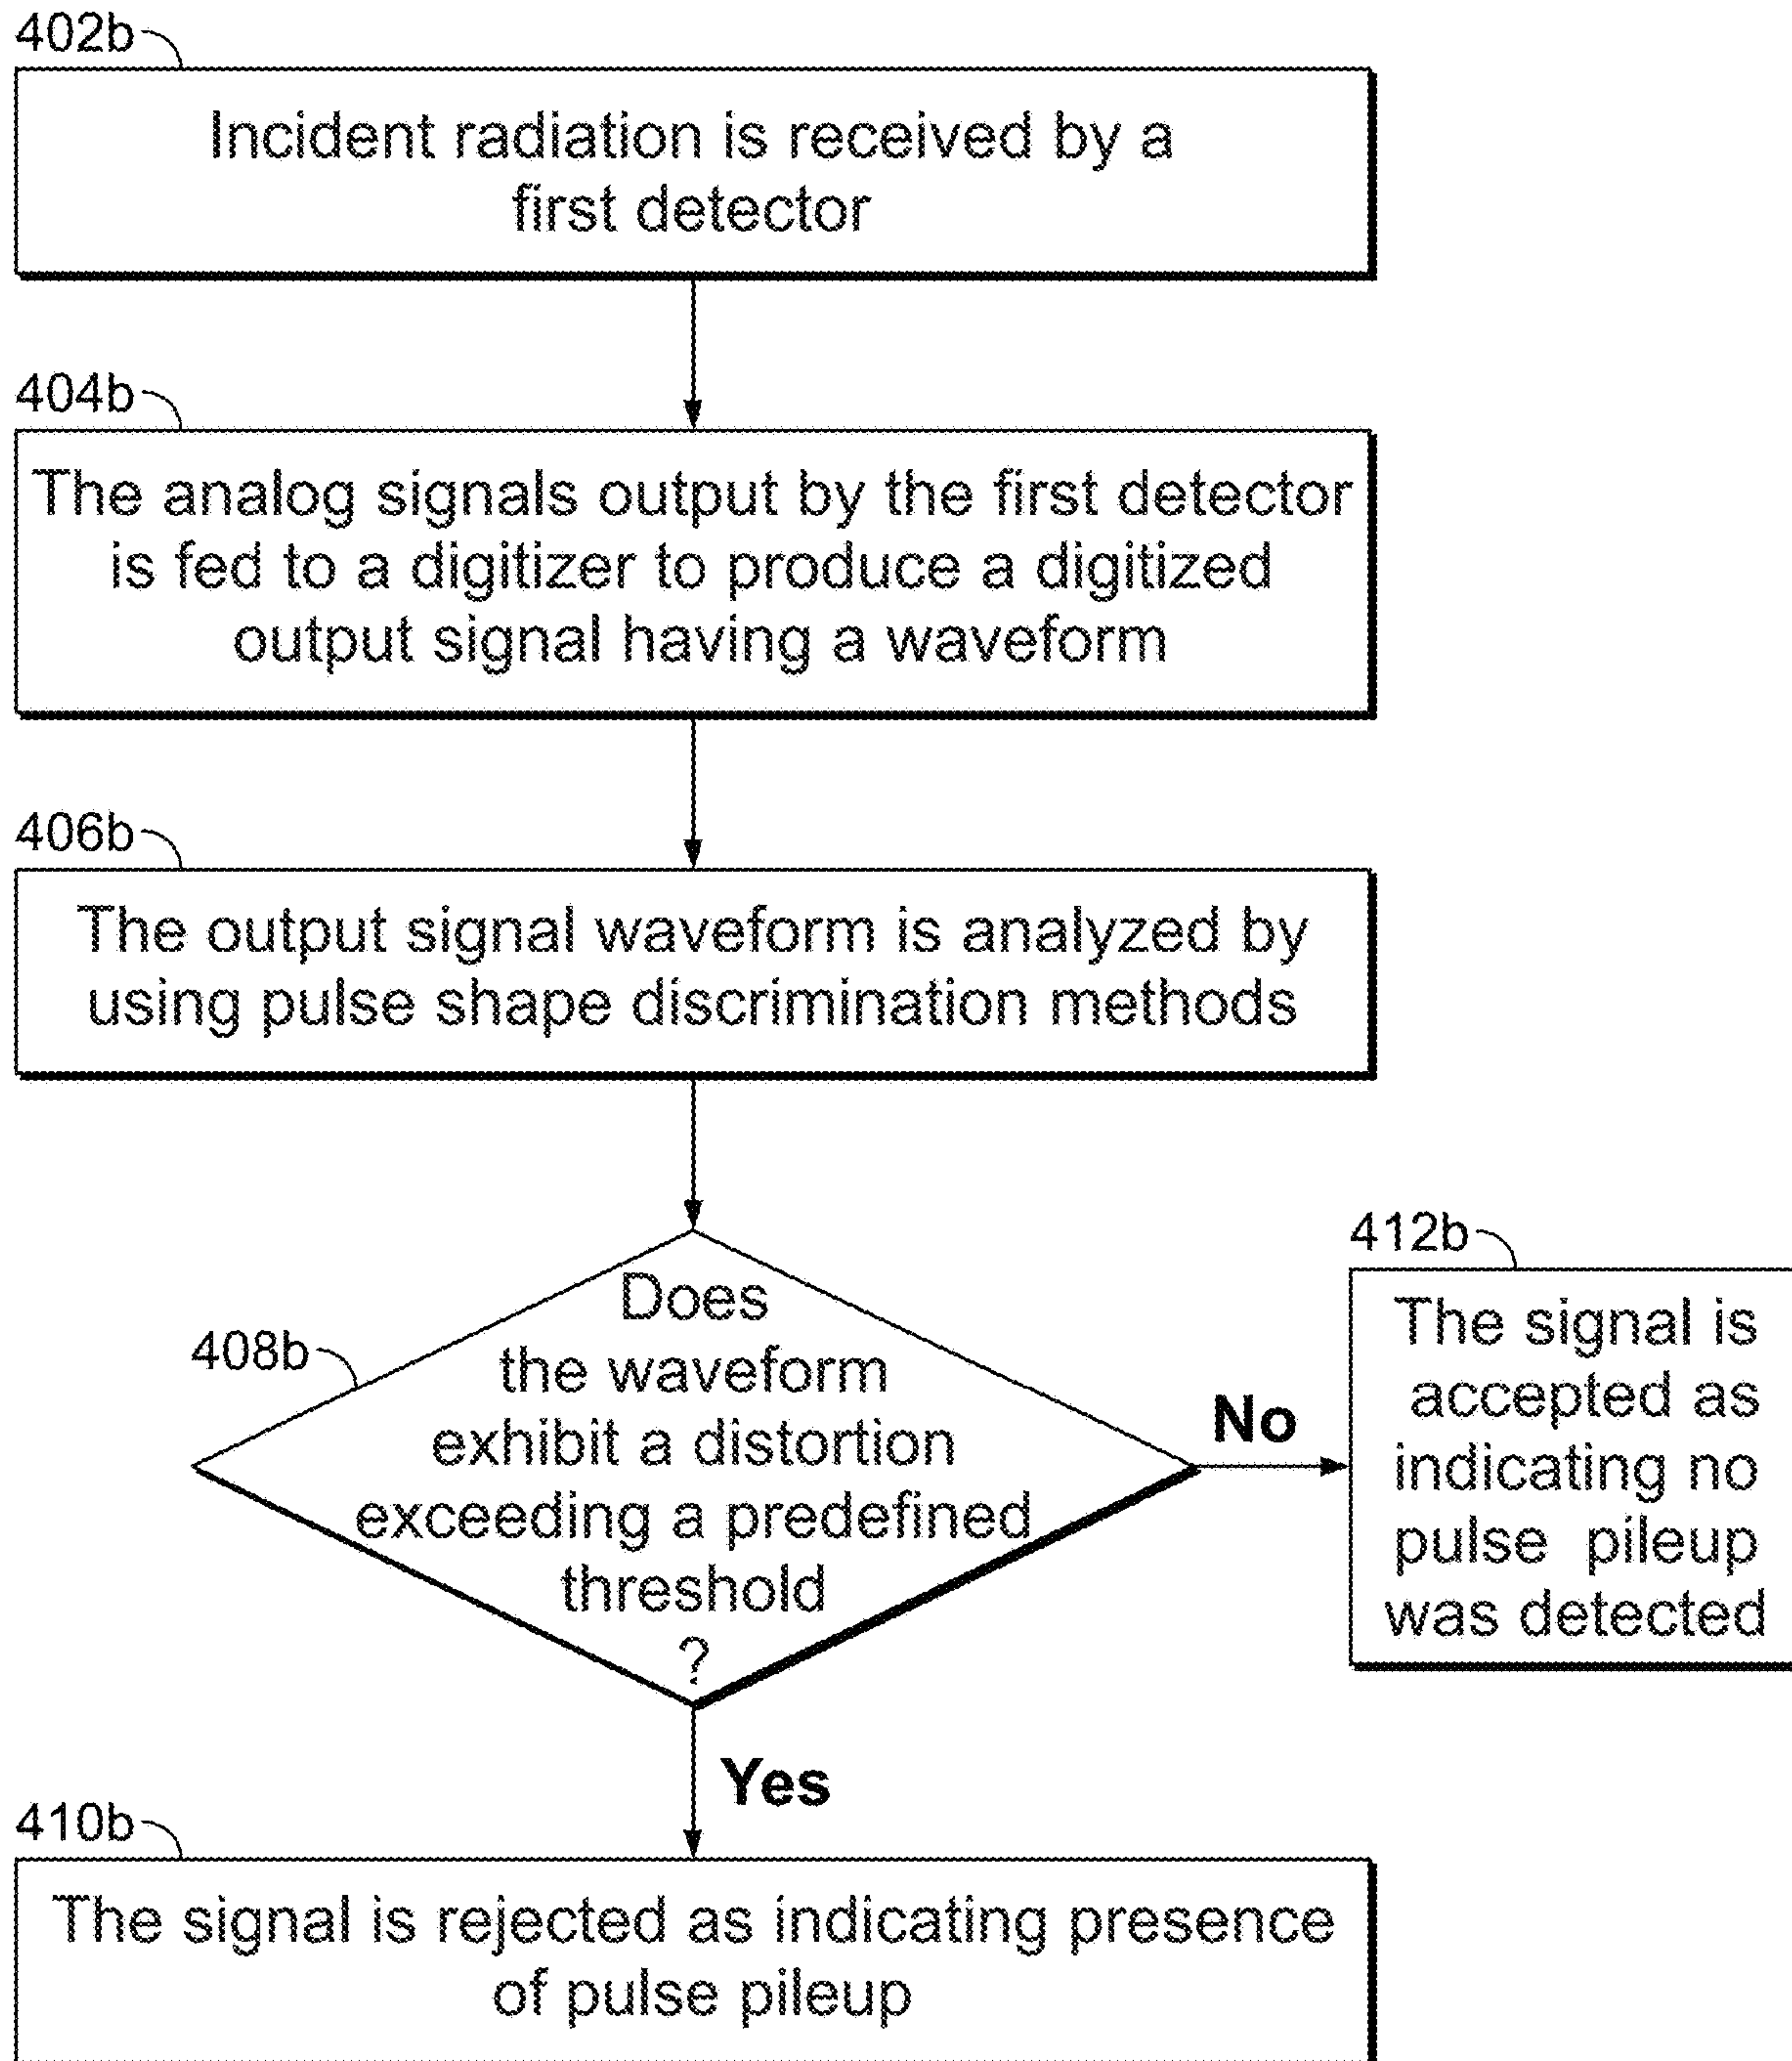 402b
Incident radiation is received by a
first detector
404b
The analog signals output by the first detector
is fed to a digitizer to produce a digitized
output signal having a waveform
406b
The output signal waveform is analyzed by
using pulse shape discrimination methods
408b
Does
the waveform
exhibit a distortion
exceeding a predefined
threshold
?
No
412b
The signal is
accepted as
indicating no
pulse pileup
was detected
Yes
410b
The signal is rejected as indicating presence
of pulse pileup